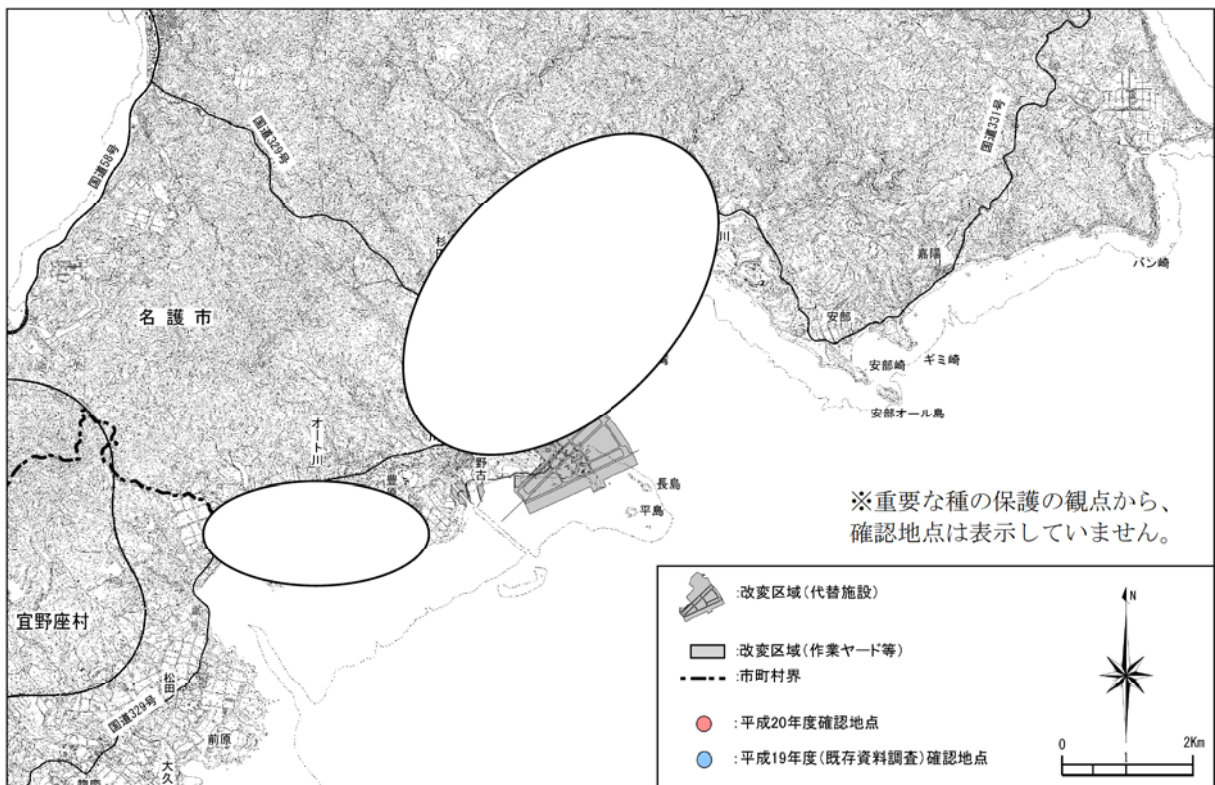 国道58号
国道329号
国道331号
名護市
杉
川
嘉陽
バン崎
安部
安部崎
ギミ崎
安部オール島
オート川
豊
野古
長島
平島
※重要な種の保護の観点から、
確認地点は表示していません。
宜野座村
松田
国道329号
前原
大久
:改変区域(代替施設)
:改変区域(作業ヤード等)
:市町村界
:平成20年度確認地点
:平成19年度(既存資料調査)確認地点
N
0 1 2Km